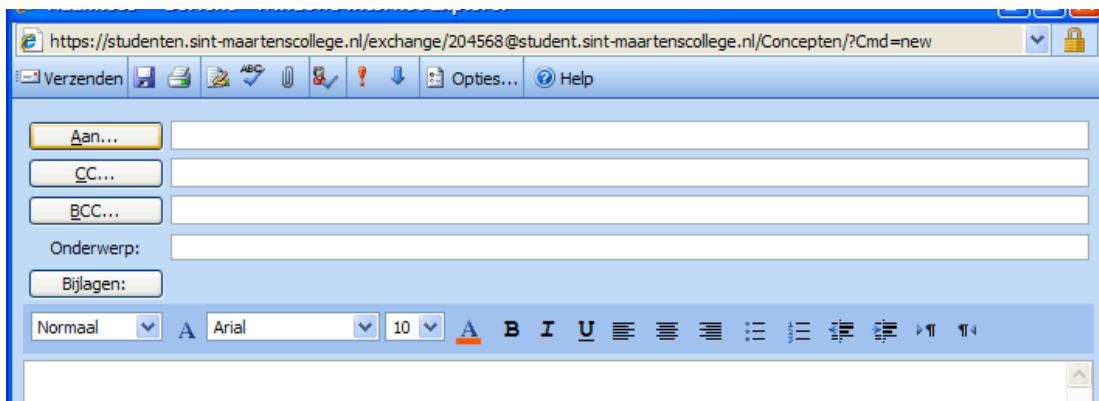 https://studenten.sint-maartenscollege.nl/exchange/204568@student.sint-maartenscollege.nl/Concepten/?Cmd=new
Verzenden ABC Opties... Help
Aan...
CC...
BCC...
Onderwerp:
Bijlagen:
Normaal A Arial 10 A B I U